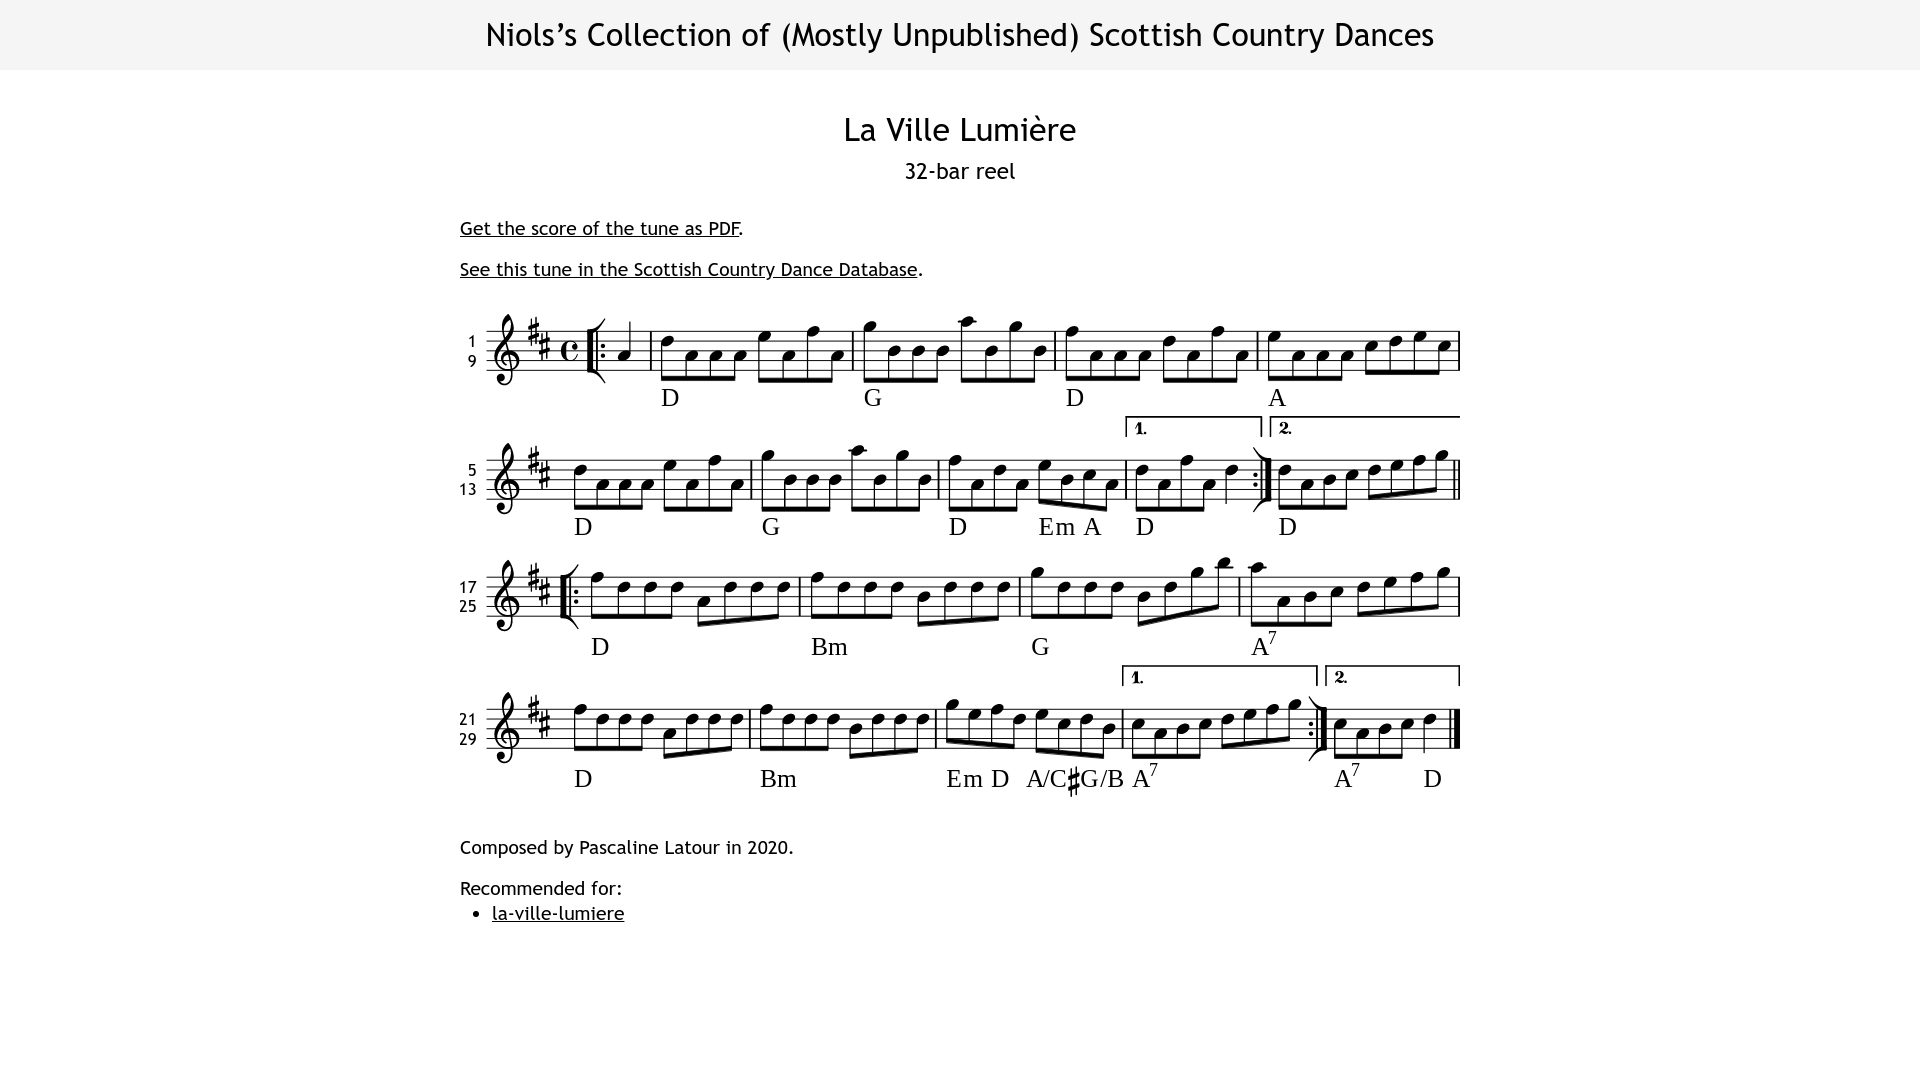 Niols’s Collection of (Mostly Unpublished) Scottish Country Dances
La Ville Lumière
32-bar reel
Get the score of the tune as PDF.
See this tune in the Scottish Country Dance Database.
1
9
D G D A
1. 2.
5
13
D G D Em A D D
17
25
D Bm G A7
1. 2.
21
29
D Bm Em D A/C♯ G/B A7 A7 D
Composed by Pascaline Latour in 2020.
Recommended for:
• la-ville-lumiere